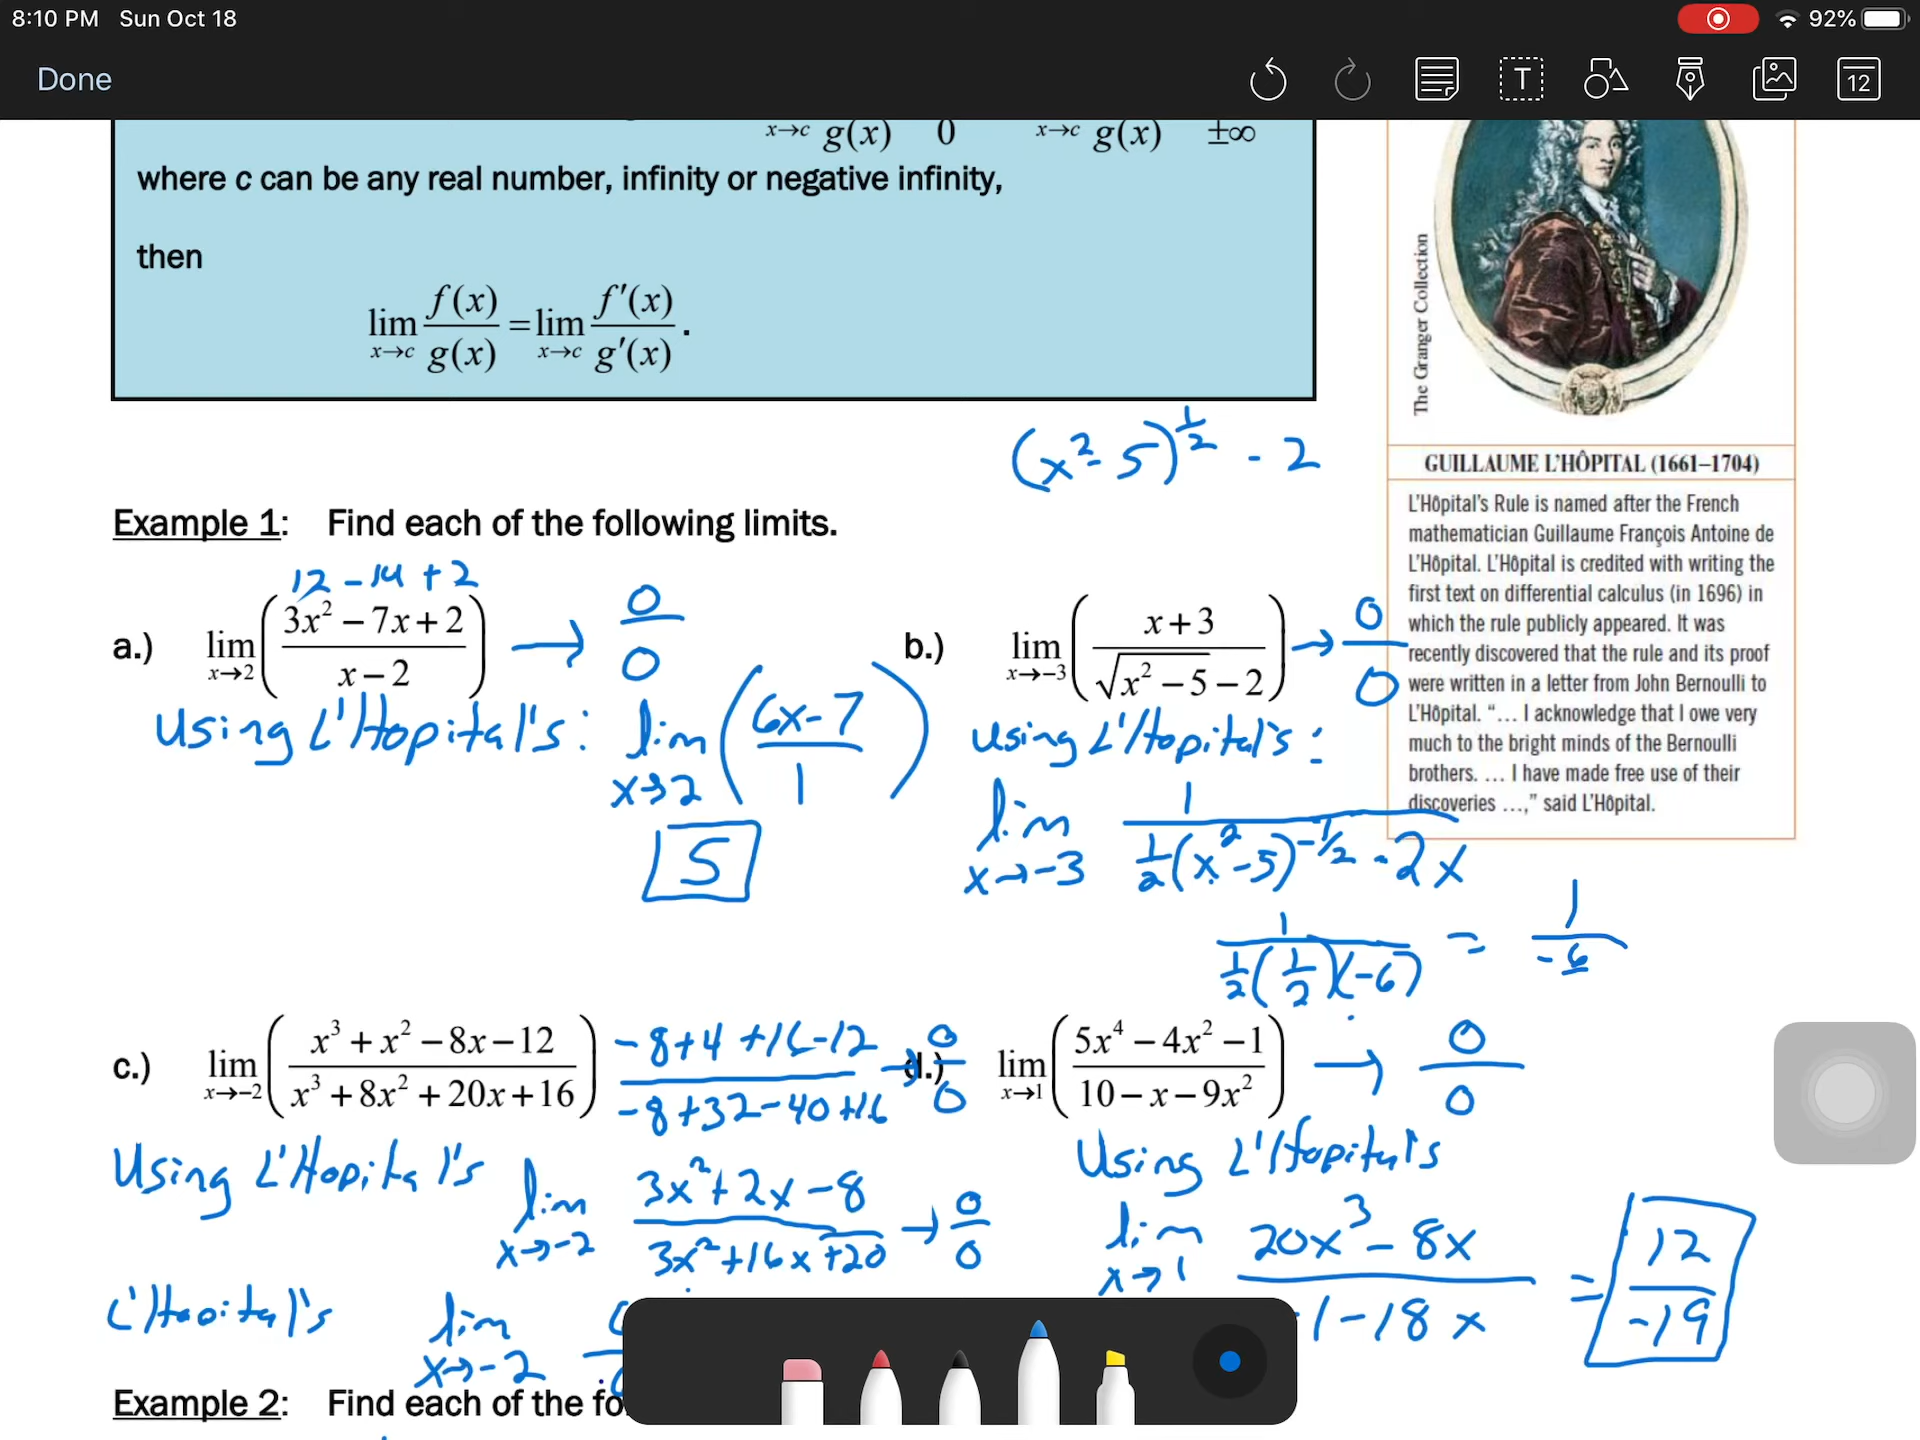 8:10 PM Sun Oct 18
92%
Done
T
12
x→c g(x) 0 x→c g(x) ±∞
where c can be any real number, infinity or negative infinity,
then
lim f(x)/g(x) = lim f′(x)/g′(x).
x→c x→c
The Granger Collection
GUILLAUME L'HÔPITAL (1661–1704)
L'Hôpital's Rule is named after the French
mathematician Guillaume François Antoine de
L'Hôpital. L'Hôpital is credited with writing the
first text on differential calculus (in 1696) in
which the rule publicly appeared. It was
recently discovered that the rule and its proof
were written in a letter from John Bernoulli to
L'Hôpital. “... I acknowledge that I owe very
much to the bright minds of the Bernoulli
brothers. ... I have made free use of their
discoveries ...,” said L'Hôpital.
(x² - 5)^1/2 - 2
Example 1: Find each of the following limits.
12 - 14 + 2
a.) lim x→2 ((3x² − 7x + 2)/(x − 2)) → 0/0
Using L'Hopital's: lim x→2 ((6x-7)/1)
5
b.) lim x→−3 ((x+3)/(√(x² − 5) − 2)) → 0/0
Using L'Hopital's:
lim x→-3 1/(1/2(x²-5)^-1/2 · 2x)
1/(1/2(1/2)(-6)) = 1/-6
c.) lim x→−2 ((x³ + x² − 8x − 12)/(x³ + 8x² + 20x + 16)) (-8+4+16-12)/(-8+32-40+16) → 0/0
Using L'Hopital's lim x→-2 (3x²+2x-8)/(3x²+16x+20) → 0/0
L'Hopital's lim x→-2
d.) lim x→1 ((5x⁴ − 4x² − 1)/(10 − x − 9x²)) → 0/0
Using L'Hopital's
lim x→1 (20x³ - 8x)/(-1-18x) = 12/-19
Example 2: Find each of the fo